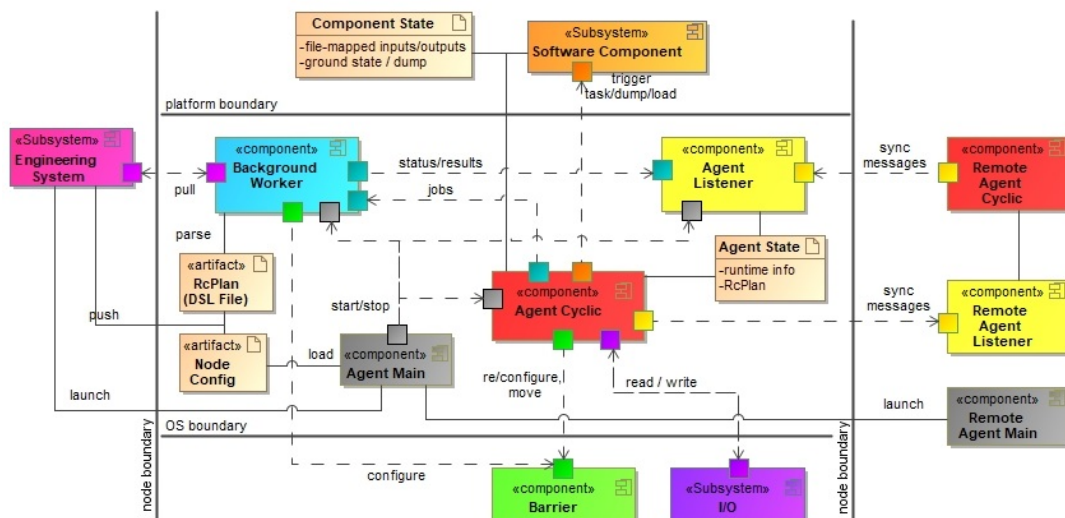 Component State
-file-mapped inputs/outputs
-ground state / dump
«Subsystem»
Software Component
trigger
task/dump/load
platform boundary
«Subsystem»
Engineering
System
pull
«component»
Background
Worker
status/results
jobs
«component»
Agent
Listener
sync
messages
Remote
Agent
Cyclic
parse
«artifact»
RcPlan
(DSL File)
push
Agent State
-runtime info
-RcPlan
start/stop
«component»
Agent Cyclic
sync
messages
Remote
Agent
Listener
«artifact»
Node
Config
load
«component»
Agent Main
re/configure,
move
read / write
launch
launch
Remote
Agent Main
OS boundary
node boundary
node boundary
configure
«component»
Barrier
«Subsystem»
I/O